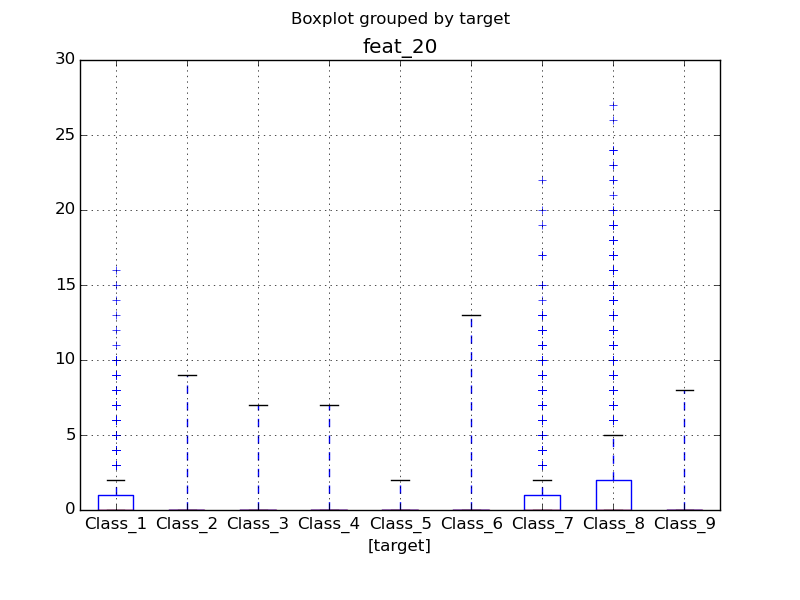 Boxplot grouped by target
feat_20
30
25
20
15
10
5
0
Class_1 Class_2 Class_3 Class_4 Class_5 Class_6 Class_7 Class_8 Class_9
[target]